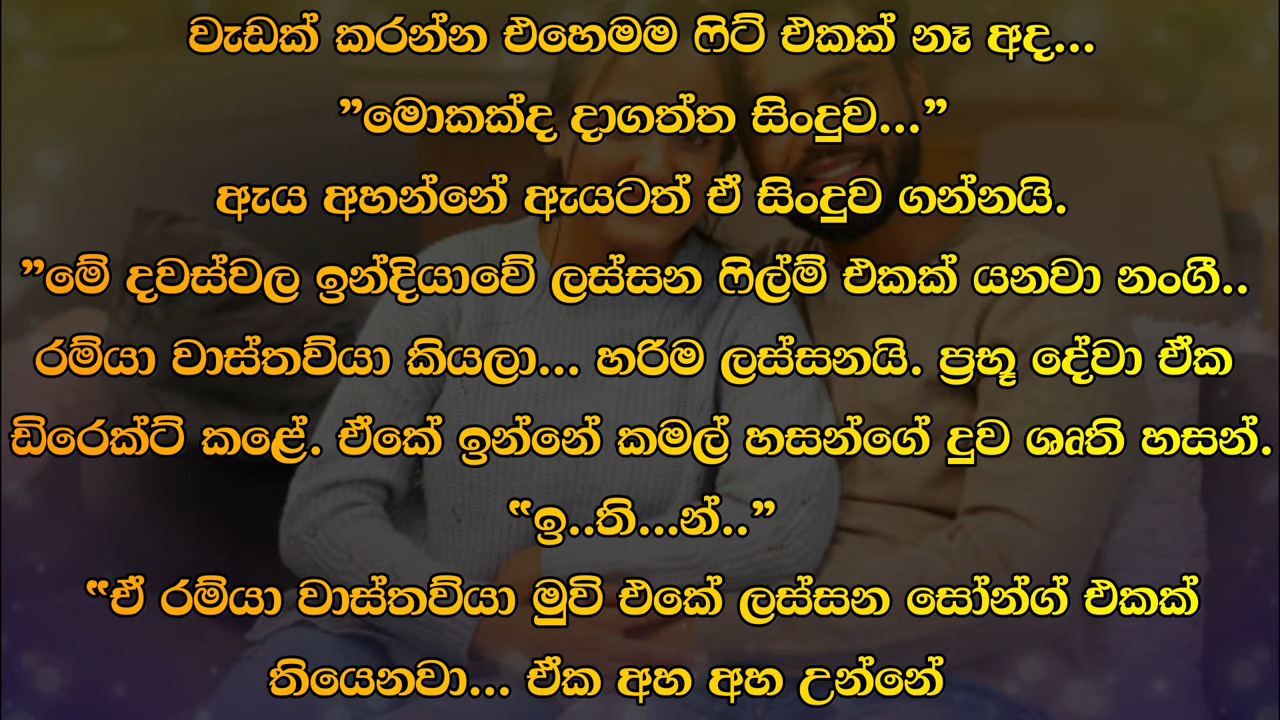 වැඩක් කරන්න එහෙමම ෆිට් එකක් නෑ අද...
”මොකක්ද දාගත්ත සිංදුව...”
ඇය අහන්නේ ඇයටත් ඒ සිංදුව ගන්නයි.
”මේ දවස්වල ඉන්දියාවේ ලස්සන ෆිල්ම් එකක් යනවා නංගී..
රම්යා වාස්තව්යා කියලා... හරිම ලස්සනයි. ප්‍රභූ දේවා ඒක
ඩිරෙක්ට් කළේ. ඒකේ ඉන්නේ කමල් හසන්ගේ දුව ශෘති හසන්.
“ඉ..ති...න්..”
“ඒ රම්යා වාස්තව්යා මුවි එකේ ලස්සන සෝන්ග් එකක්
තියෙනවා... ඒක අහ අහ උන්නේ